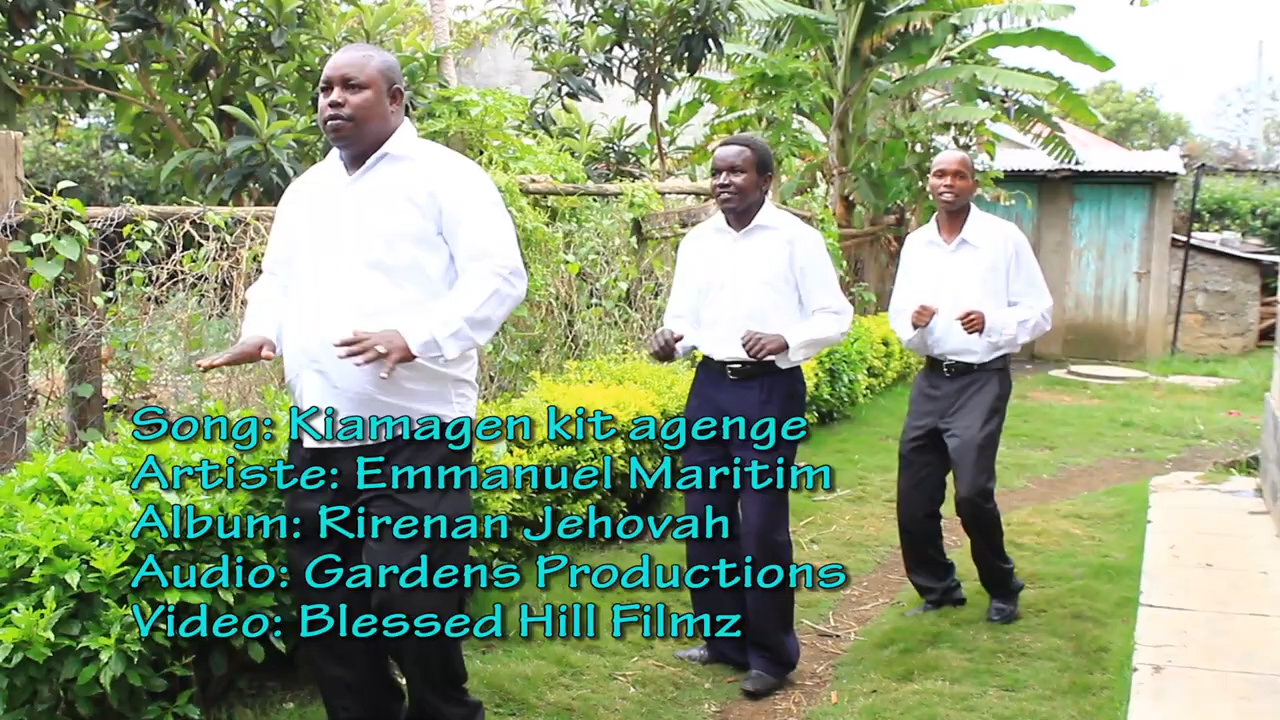 Song: Kiamagen kit agenge
Artiste: Emmanuel Maritim
Album: Rirenan Jehovah
Audio: Gardens Productions
Video: Blessed Hill Filmz